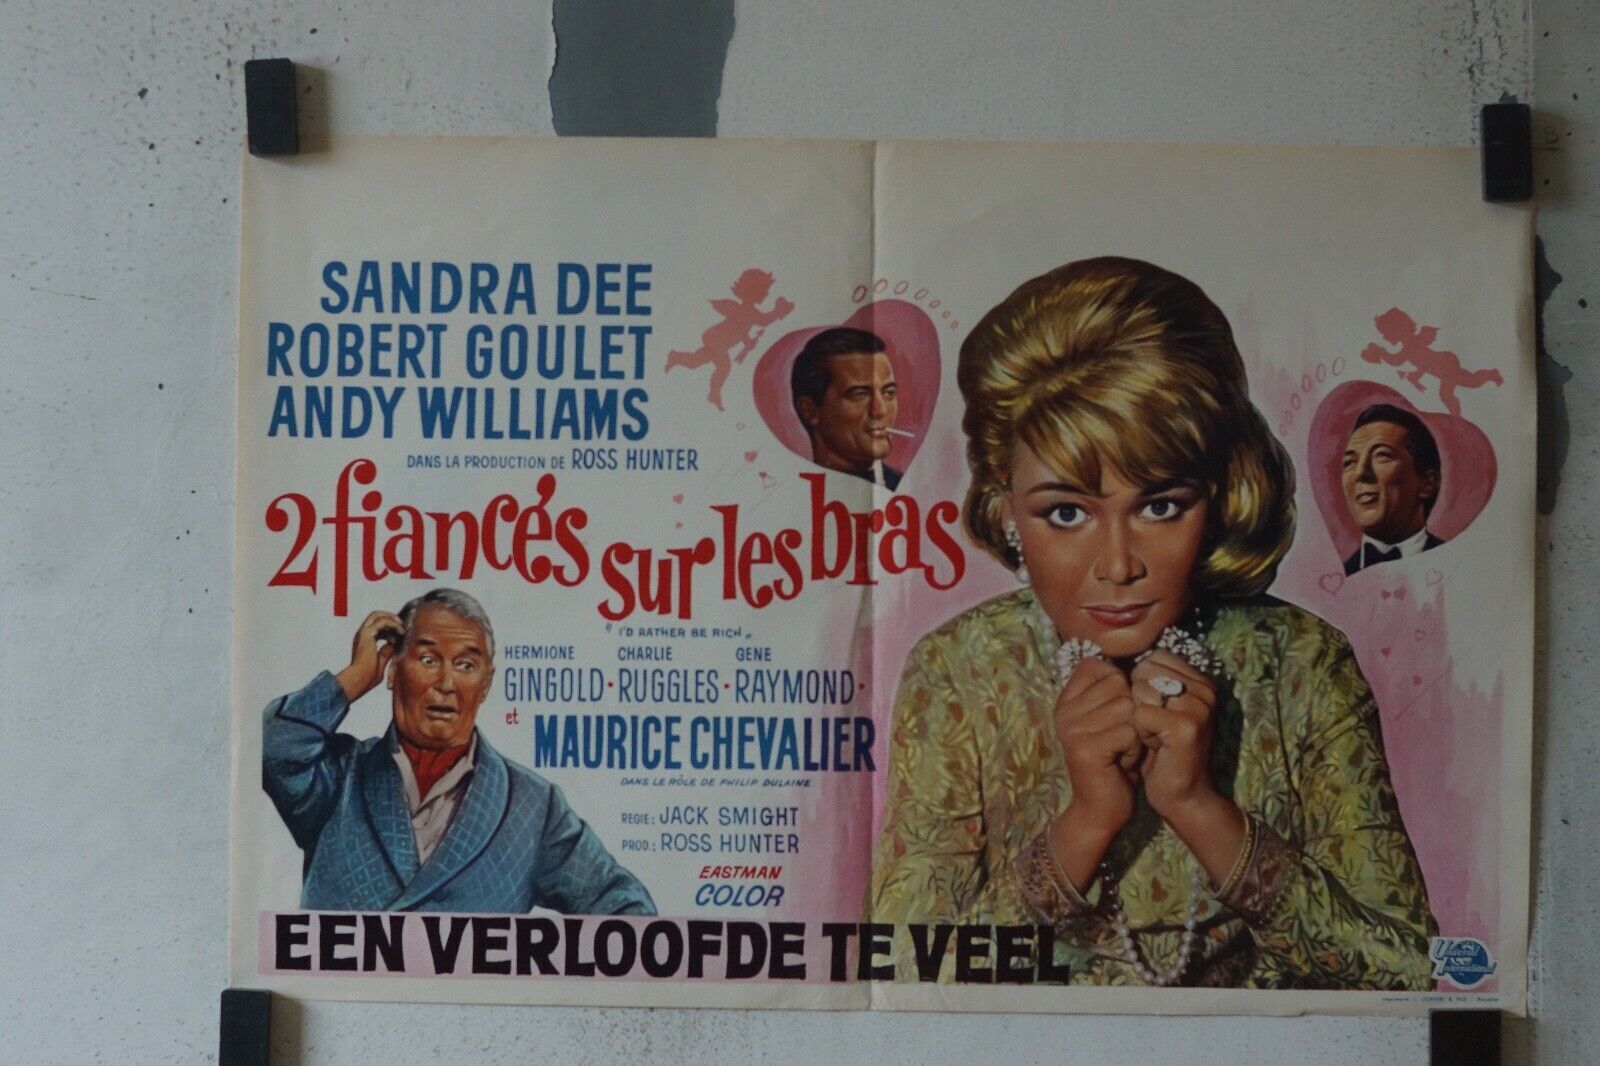 SANDRA DEE
ROBERT GOULET
ANDY WILLIAMS
DANS LA PRODUCTION DE ROSS HUNTER
2 fiancés sur les bras
"I'D RATHER BE RICH"
HERMIONE GINGOLD · CHARLIE RUGGLES · GENE RAYMOND
et MAURICE CHEVALIER
DANS LE RÔLE DE PHILIP DULAINE
REGIE: JACK SMIGHT
PROD.: ROSS HUNTER
EASTMAN
COLOR
EEN VERLOOFDE TE VEEL
Universal
International